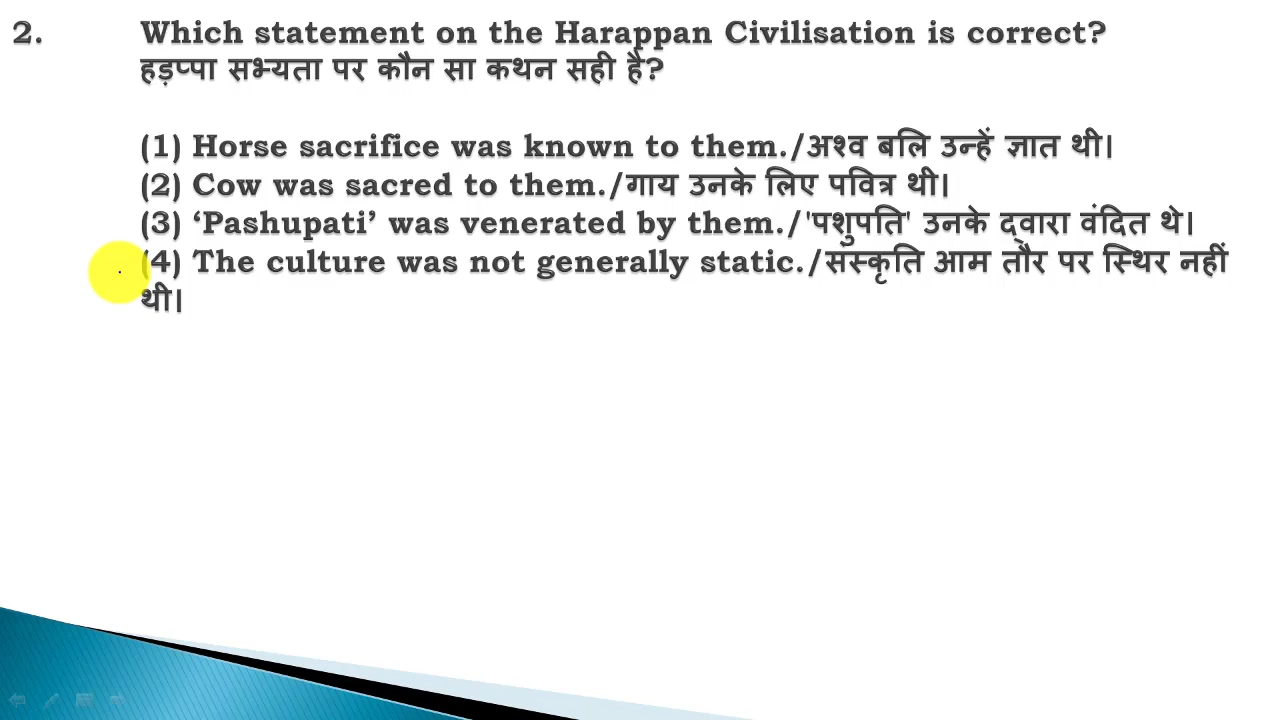 2. Which statement on the Harappan Civilisation is correct?
हड़प्पा सभ्यता पर कौन सा कथन सही है?
(1) Horse sacrifice was known to them./अश्व बलि उन्हें ज्ञात थी।
(2) Cow was sacred to them./गाय उनके लिए पवित्र थी।
(3) ‘Pashupati’ was venerated by them./'पशुपति' उनके द्वारा वंदित थे।
(4) The culture was not generally static./संस्कृति आम तौर पर स्थिर नहीं
थी।